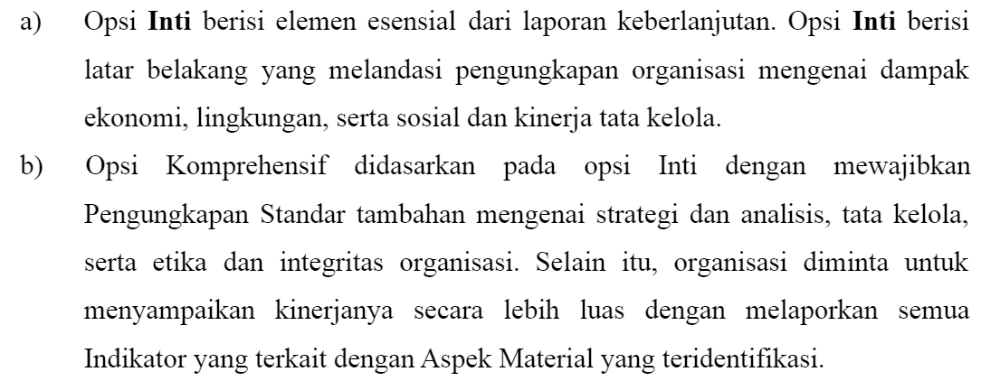 a) Opsi Inti berisi elemen esensial dari laporan keberlanjutan. Opsi Inti berisi
latar belakang yang melandasi pengungkapan organisasi mengenai dampak
ekonomi, lingkungan, serta sosial dan kinerja tata kelola.
b) Opsi Komprehensif didasarkan pada opsi Inti dengan mewajibkan
Pengungkapan Standar tambahan mengenai strategi dan analisis, tata kelola,
serta etika dan integritas organisasi. Selain itu, organisasi diminta untuk
menyampaikan kinerjanya secara lebih luas dengan melaporkan semua
Indikator yang terkait dengan Aspek Material yang teridentifikasi.